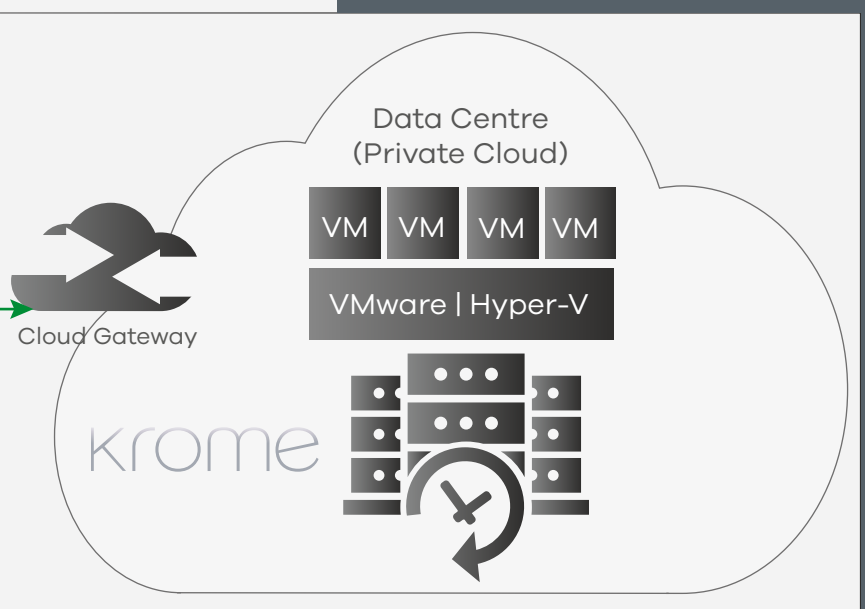 Data Centre
(Private Cloud)
VM VM VM VM
VMware | Hyper-V
Cloud Gateway
krome